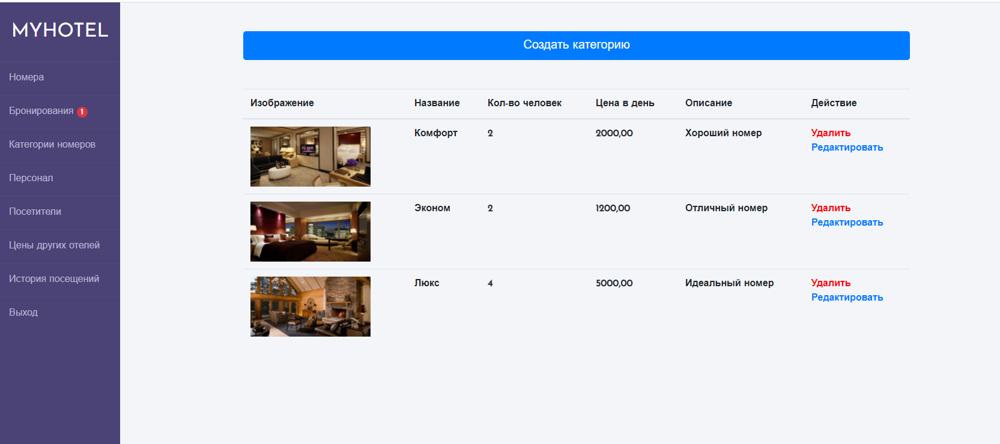 MYHOTEL
Номера
Бронирования 1
Категории номеров
Персонал
Посетители
Цены других отелей
История посещений
Выход
Создать категорию
Изображение Название Кол-во человек Цена в день Описание Действие
Комфорт 2 2000,00 Хороший номер Удалить
Редактировать
Эконом 2 1200,00 Отличный номер Удалить
Редактировать
Люкс 4 5000,00 Идеальный номер Удалить
Редактировать